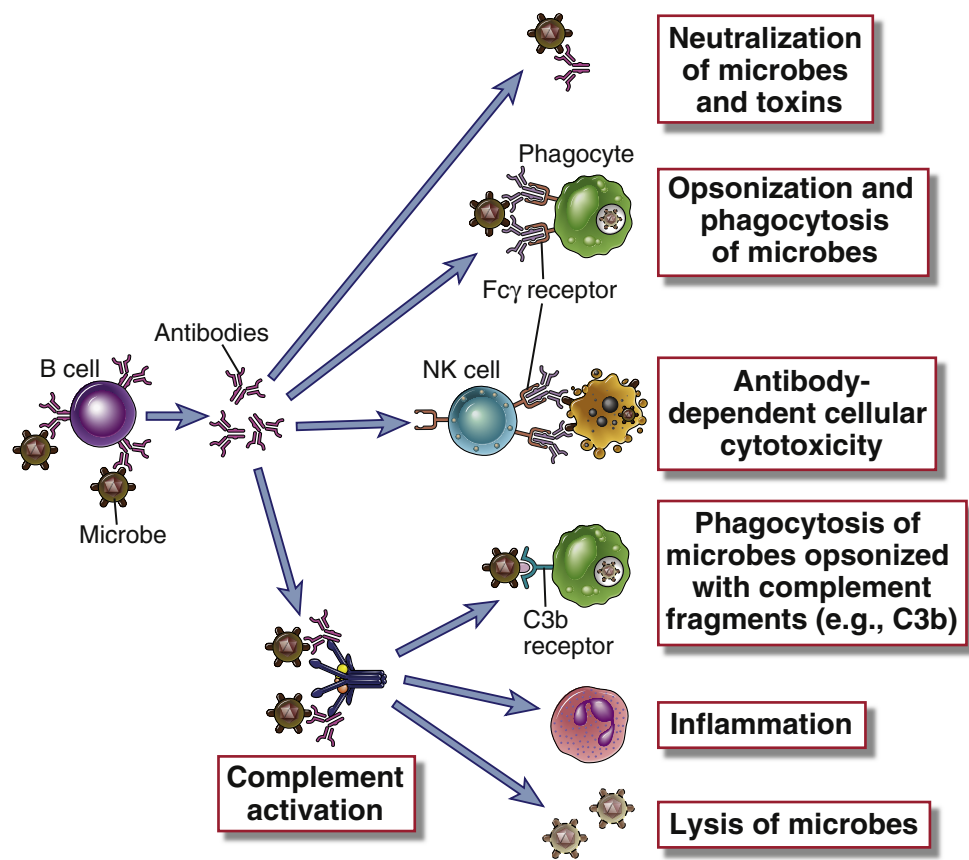 Neutralization
of microbes
and toxins
Phagocyte
Opsonization and
phagocytosis
of microbes
Fcγ receptor
Antibodies
B cell
NK cell
Antibody-
dependent cellular
cytotoxicity
Microbe
Phagocytosis of
microbes opsonized
with complement
fragments (e.g., C3b)
C3b
receptor
Inflammation
Complement
activation
Lysis of microbes